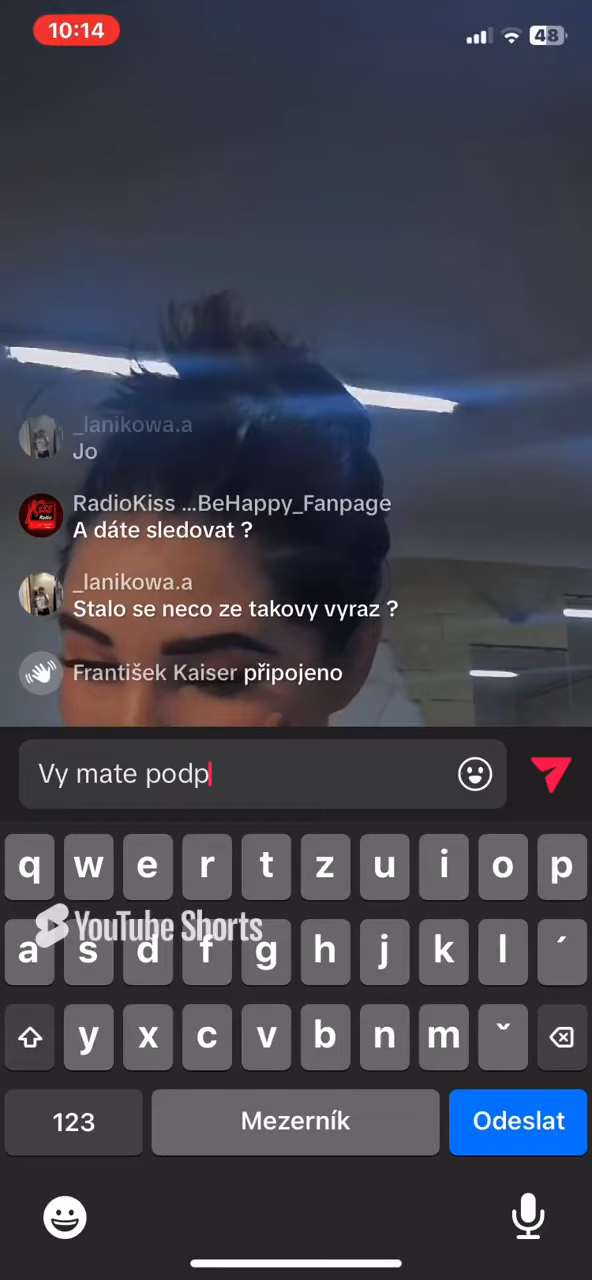 10:14
48
_lanikowa.a
Jo
RadioKiss ...BeHappy_Fanpage
A dáte sledovat ?
_lanikowa.a
Stalo se neco ze takovy vyraz ?
František Kaiser připojeno
Vy mate podp
q w e r t z u i o p
YouTube Shorts
a s d f g h j k l ´
y x c v b n m ˇ
123 Mezerník Odeslat